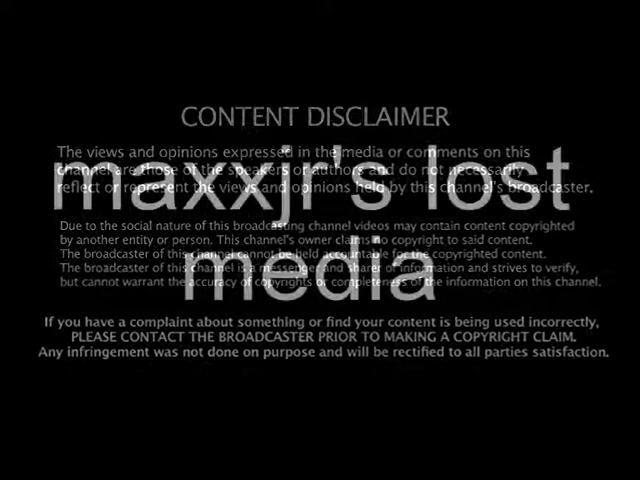 CONTENT DISCLAIMER
The views and opinions expressed in the media or comments on this
channel are those of the speakers or authors and do not necessarily
reflect or represent the views and opinions held by this channel's broadcaster.
maxxjr's lost
media
Due to the social nature of this broadcasting channel videos may contain content copyrighted
by another entity or person. This channel's owner claims no copyright to said content.
The broadcaster of this channel cannot be held accountable for copyrighted content.
The broadcaster of this channel is a messenger and sharer of information and strives to verify,
but cannot warrant the accuracy of copyrights or completeness of the information on this channel.
If you have a complaint about something or find your content is being used incorrectly,
PLEASE CONTACT THE BROADCASTER PRIOR TO MAKING A COPYRIGHT CLAIM.
Any infringement was not done on purpose and will be rectified to all parties satisfaction.